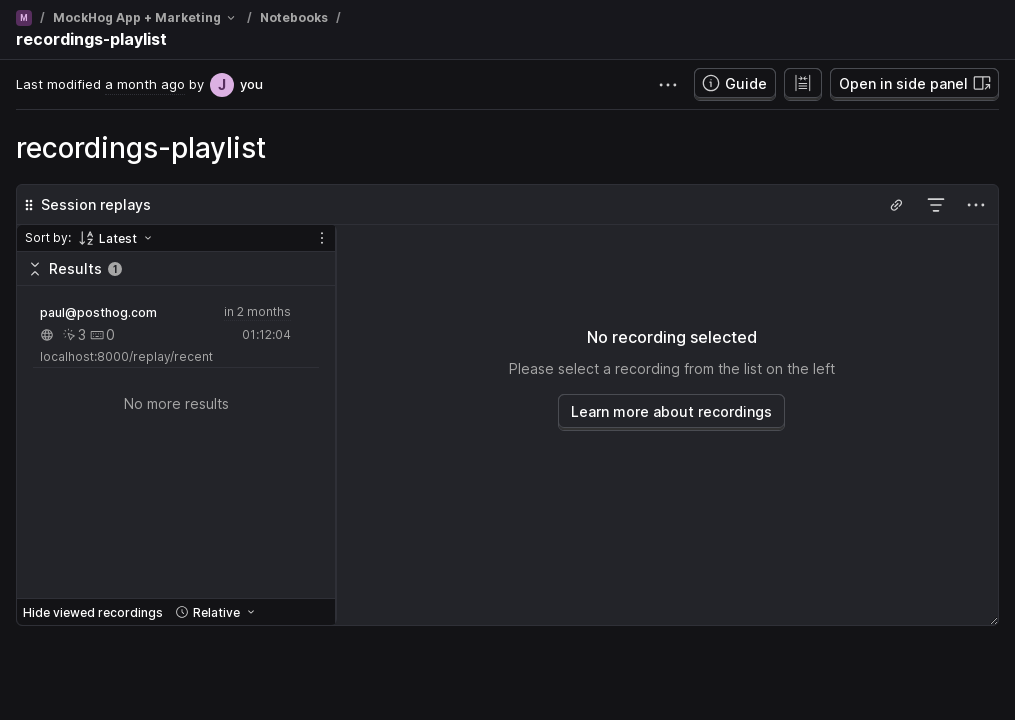 M / MockHog App + Marketing / Notebooks /
recordings-playlist
Last modified a month ago by J you
Guide
Open in side panel
recordings-playlist
Session replays
Sort by: Latest
Results 1
paul@posthog.com in 2 months
3 0 01:12:04
localhost:8000/replay/recent
No more results
No recording selected
Please select a recording from the list on the left
Learn more about recordings
Hide viewed recordings Relative